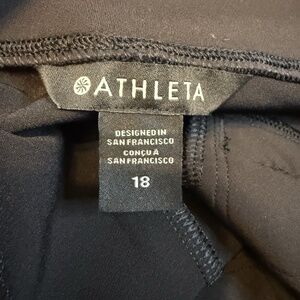 ATHLETA
DESIGNED IN
SAN FRANCISCO
CONÇU À
SAN FRANCISCO
18